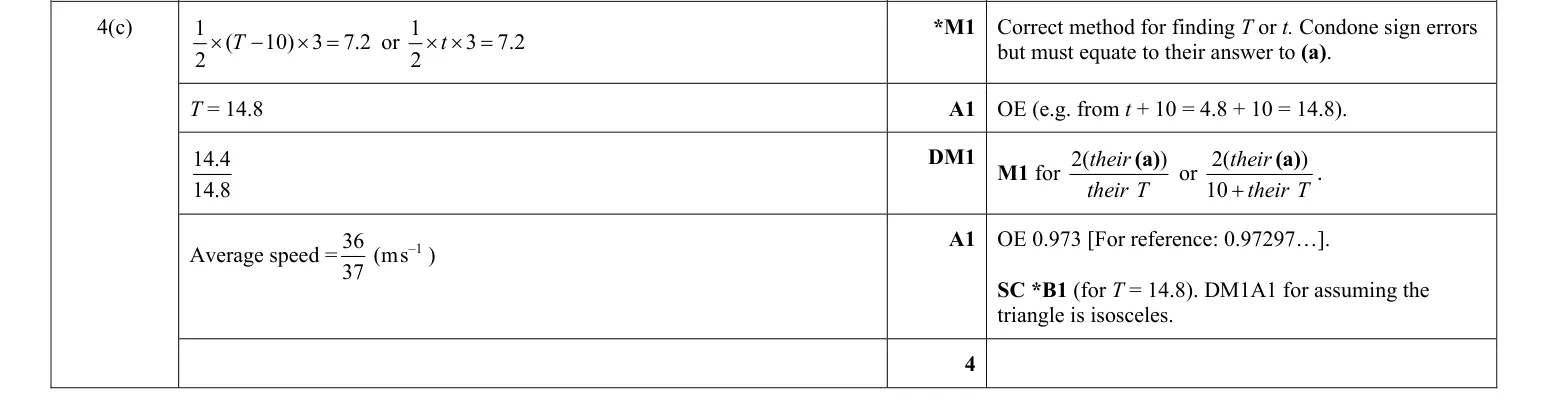 4(c)
1/2 × (T − 10) × 3 = 7.2 or 1/2 × t × 3 = 7.2
*M1
Correct method for finding T or t. Condone sign errors
but must equate to their answer to (a).
T = 14.8
A1
OE (e.g. from t + 10 = 4.8 + 10 = 14.8).
14.4/14.8
DM1
M1 for 2(their (a))/their T or 2(their (a))/10 + their T.
Average speed = 36/37 (m s⁻¹ )
A1
OE 0.973 [For reference: 0.97297…].
SC *B1 (for T = 14.8). DM1A1 for assuming the
triangle is isosceles.
4